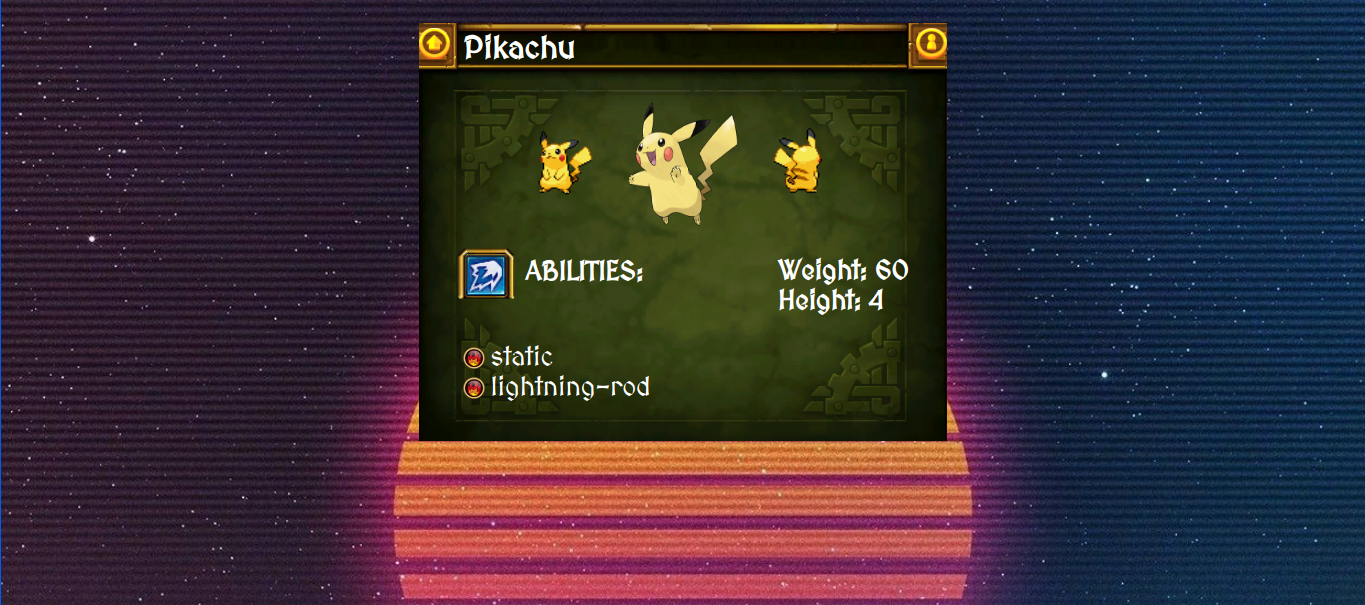 Pikachu
ABILITIES:
Weight: 60
Height: 4
static
lightning-rod